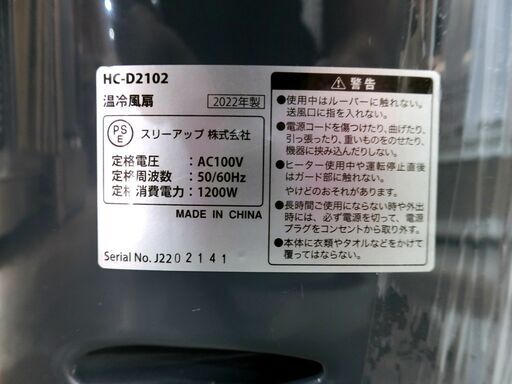 HC-D2102
温冷風扇 2022年製
PS
E
スリーアップ 株式会社
定格電圧 : AC100V
定格周波数 : 50/60Hz
定格消費電力 : 1200W
MADE IN CHINA
Serial No. J22 0 2 1 4 1
⚠ 警告
●使用中はルーバーに触れない。
送風口に指を入れない。
●電源コードを傷つけたり、曲げたり、
引っ張ったり、重いものをのせたり、
機器に挟み込んだりしない。
●ヒーター使用中や運転停止直後
はガード部に触れない。
やけどのおそれがあります。
●長時間ご使用にならない時や外出
時には、必ず電源を切って、電源
プラグをコンセントから取り外す。
●本体に衣類やタオルなどをかけて
覆ってはならない。